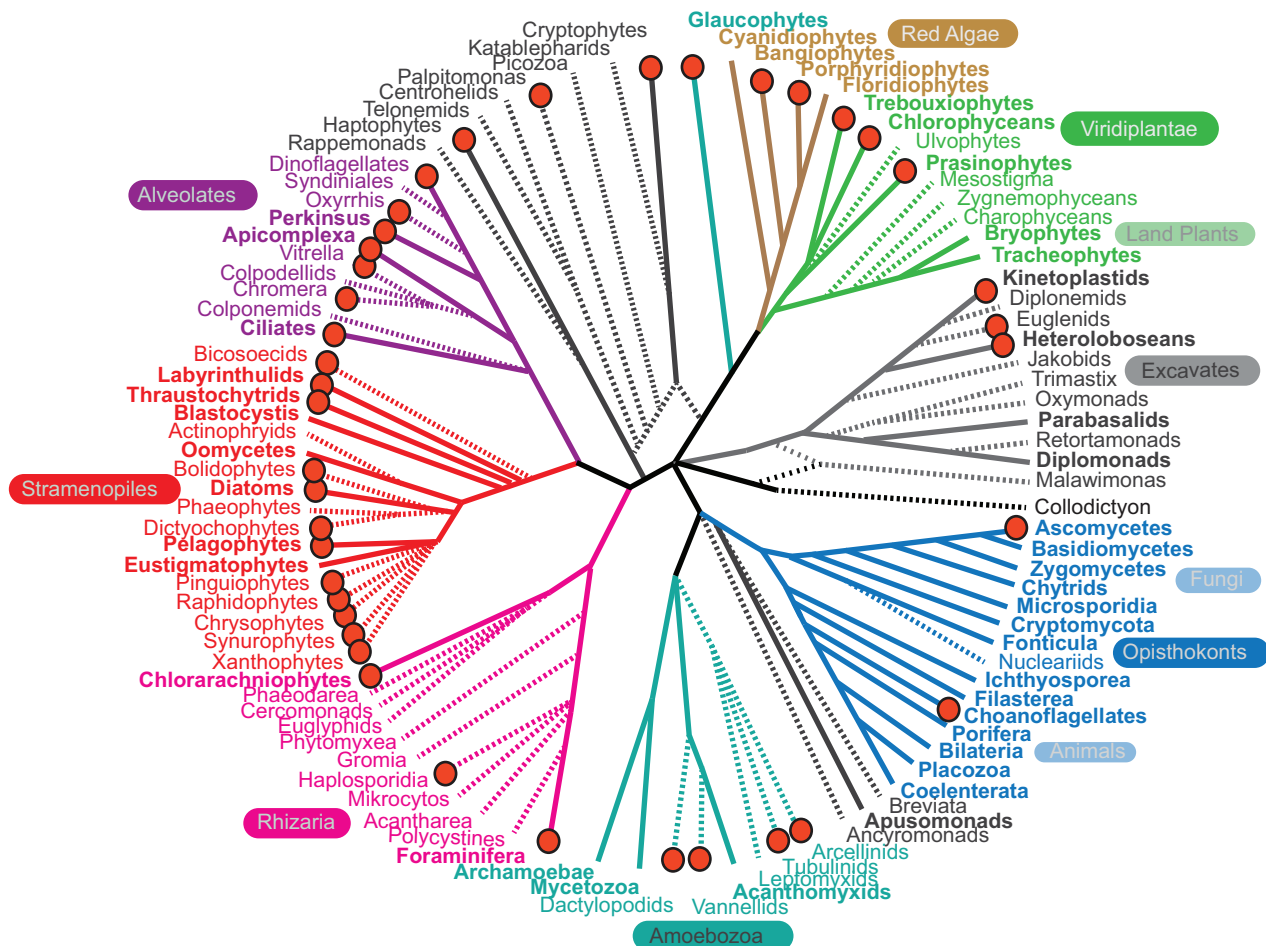 Glaucophytes
Cyanidiophytes
Red Algae
Bangiophytes
Porphyridiophytes
Floridiophytes
Trebouxiophytes
Chlorophyceans
Viridiplantae
Ulvophytes
Prasinophytes
Mesostigma
Zygnemophyceans
Charophyceans
Bryophytes
Land Plants
Tracheophytes
Kinetoplastids
Diplonemids
Euglenids
Heteroloboseans
Jakobids
Excavates
Trimastix
Oxymonads
Parabasalids
Retortamonads
Diplomonads
Malawimonas
Collodictyon
Ascomycetes
Basidiomycetes
Zygomycetes
Fungi
Chytrids
Microsporidia
Cryptomycota
Fonticula
Opisthokonts
Nucleariids
Ichthyosporea
Filasterea
Choanoflagellates
Porifera
Bilateria
Animals
Placozoa
Coelenterata
Breviata
Apusomonads
Ancyromonads
Arcellinids
Tubulinids
Leptomyxids
Acanthomyxids
Vannellids
Amoebozoa
Dactylopodids
Mycetozoa
Archamoebae
Foraminifera
Polycystines
Rhizaria
Acantharea
Mikrocytos
Haplosporidia
Gromia
Phytomyxea
Euglyphids
Cercomonads
Phaeodarea
Chlorarachniophytes
Xanthophytes
Synurophytes
Chrysophytes
Raphidophytes
Pinguiophytes
Eustigmatophytes
Pelagophytes
Dictyochophytes
Phaeophytes
Stramenopiles
Diatoms
Bolidophytes
Oomycetes
Actinophryids
Blastocystis
Thraustochytrids
Labyrinthulids
Bicosoecids
Ciliates
Colponemids
Chromera
Colpodellids
Vitrella
Apicomplexa
Perkinsus
Alveolates
Oxyrrhis
Syndiniales
Dinoflagellates
Rappemonads
Haptophytes
Telonemids
Centrohelids
Palpitomonas
Picozoa
Katablepharids
Cryptophytes